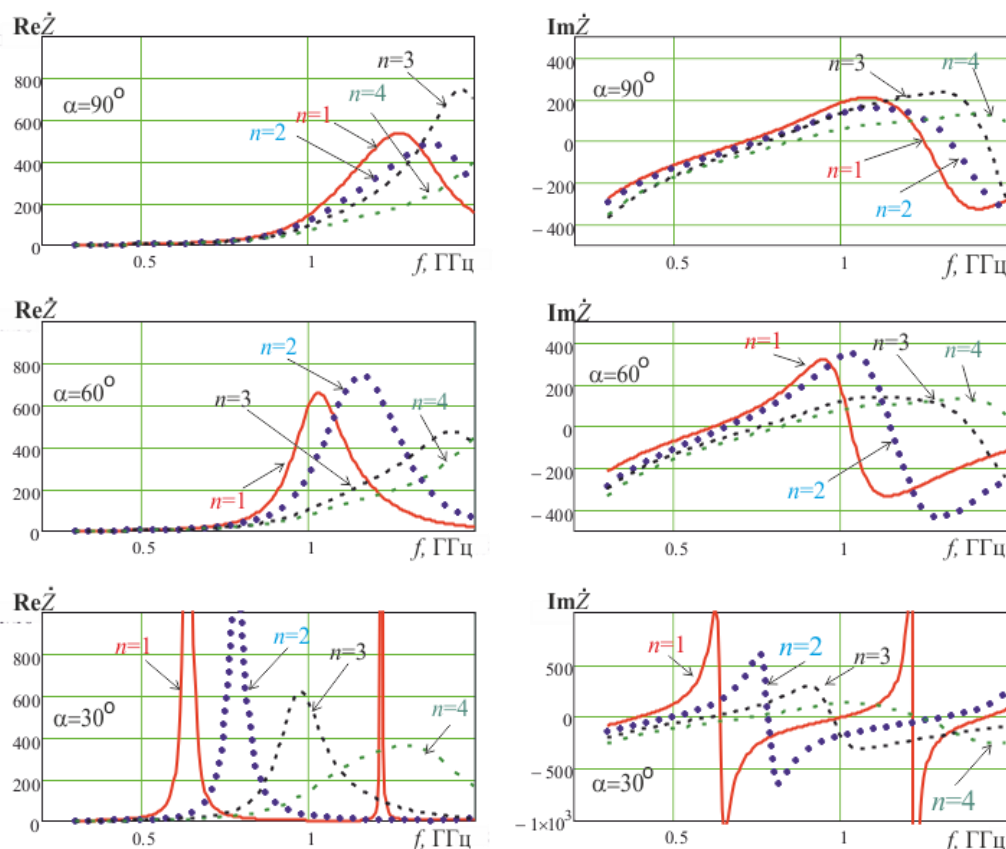 ReŻ
800
600
400
200
0
α=90°
n=3
n=4
n=1
n=2
0.5
1
f, ГГц
ImŻ
400
200
0
− 200
− 400
α=90°
n=3
n=4
n=1
n=2
0.5
1
f, ГГц
ReŻ
800
600
400
200
0
α=60°
n=2
n=3
n=4
n=1
0.5
1
f, ГГц
ImŻ
400
200
0
− 200
− 400
α=60°
n=1
n=3
n=4
n=2
0.5
1
f, ГГц
ReŻ
800
600
400
200
0
α=30°
n=1
n=2
n=3
n=4
0.5
1
f, ГГц
ImŻ
500
0
− 500
− 1×10³
α=30°
n=1
n=2
n=3
n=4
0.5
1
f, ГГц